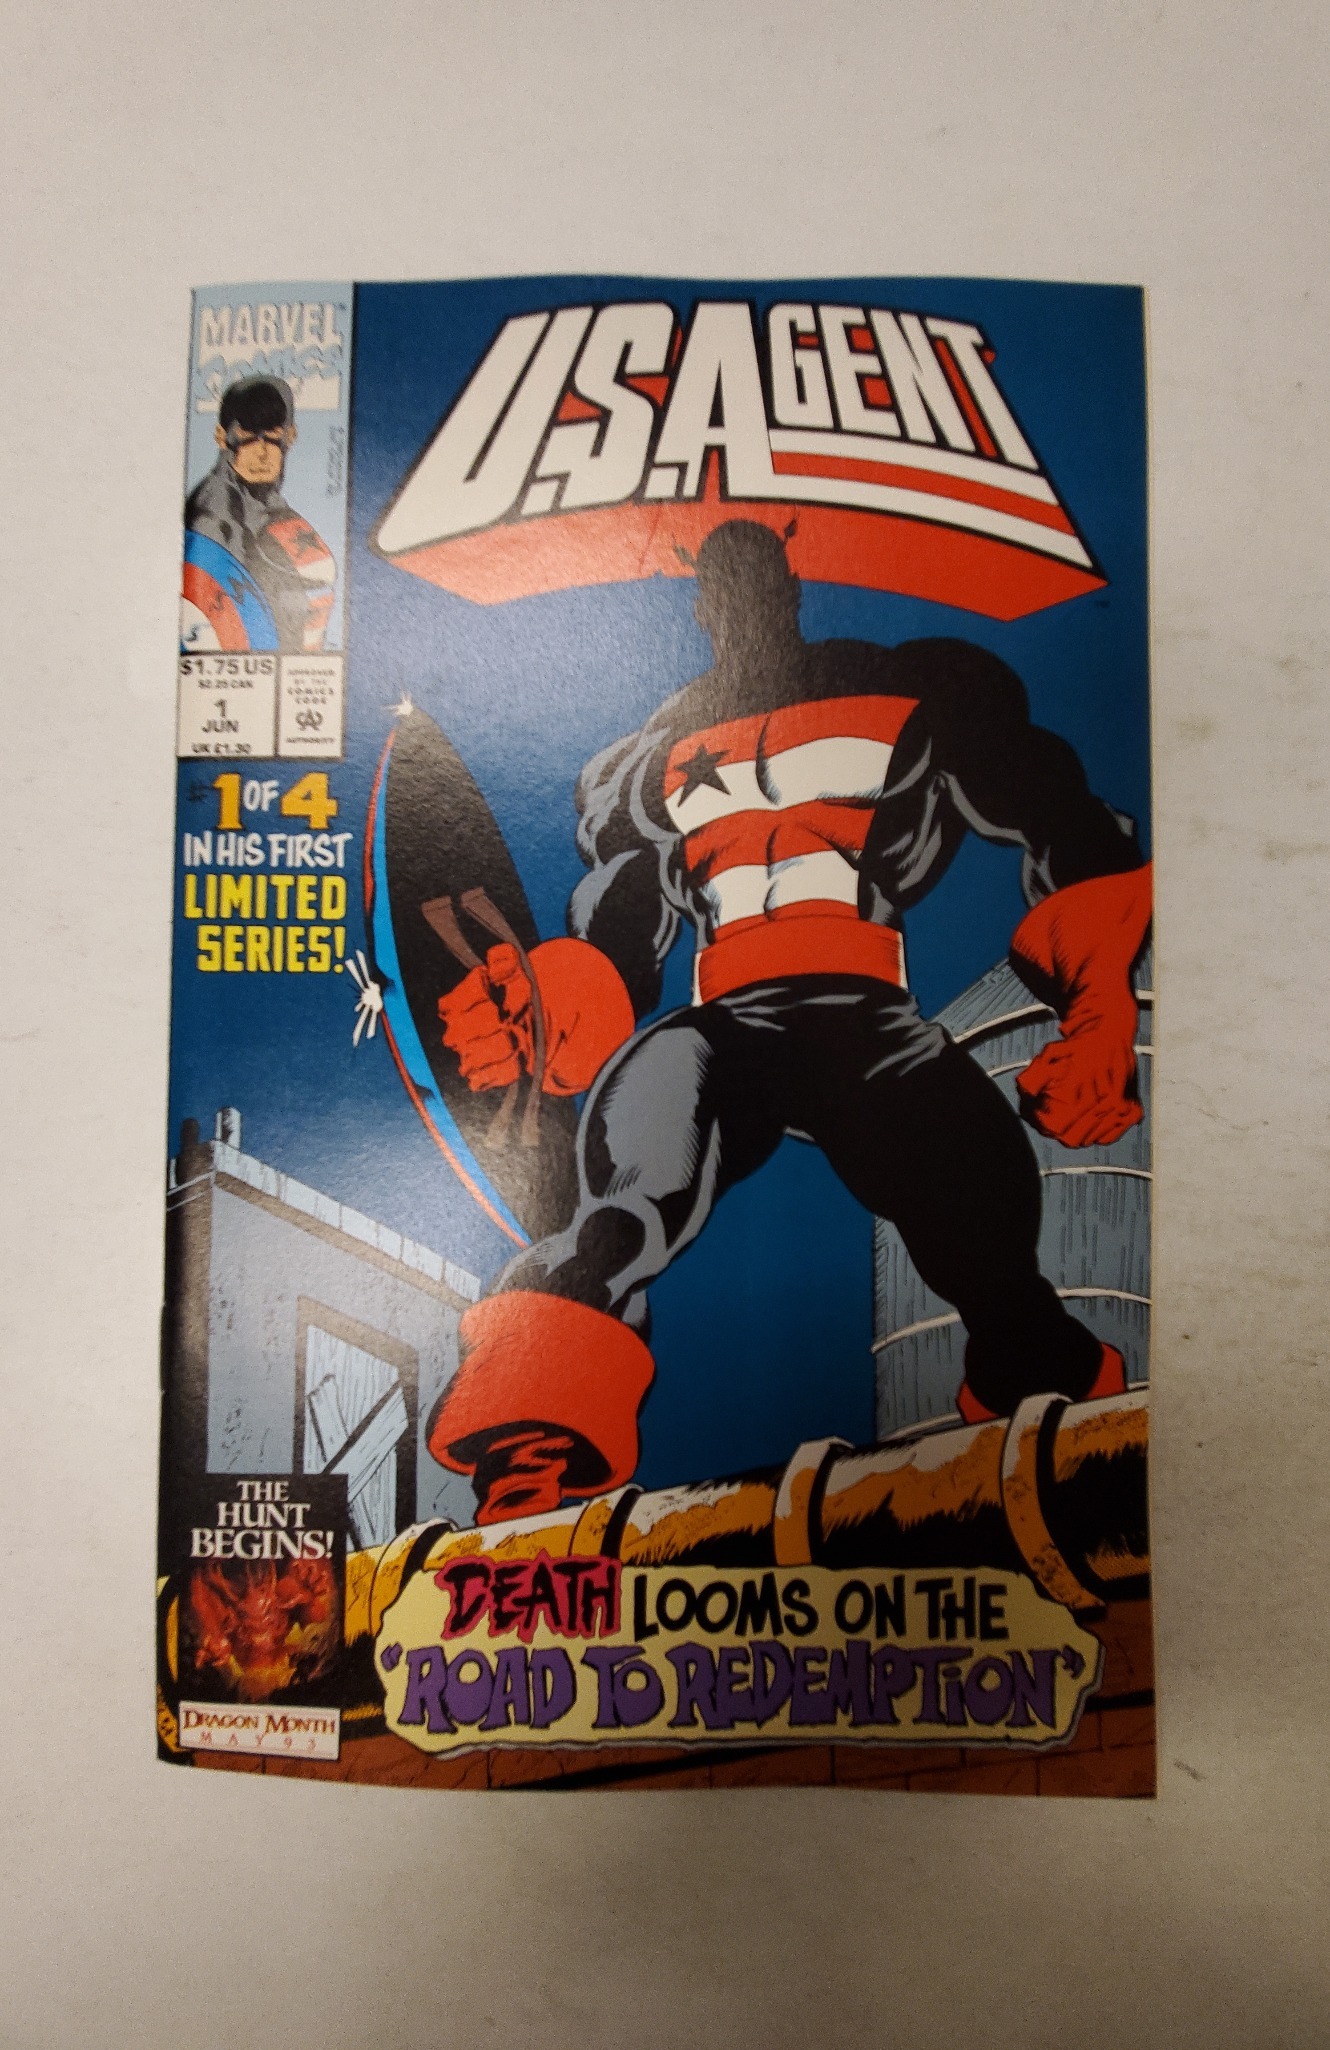 MARVEL
COMICS
U.S.AGENT
$1.75 US
$2.25 CAN
1
JUN
UK £1.30
APPROVED
BY THE
COMICS
CODE
AUTHORITY
#1 OF 4
IN HIS FIRST
LIMITED
SERIES!
THE
HUNT
BEGINS!
DRAGON MONTH
MAY 93
DEATH LOOMS ON THE
"ROAD TO REDEMPTION"